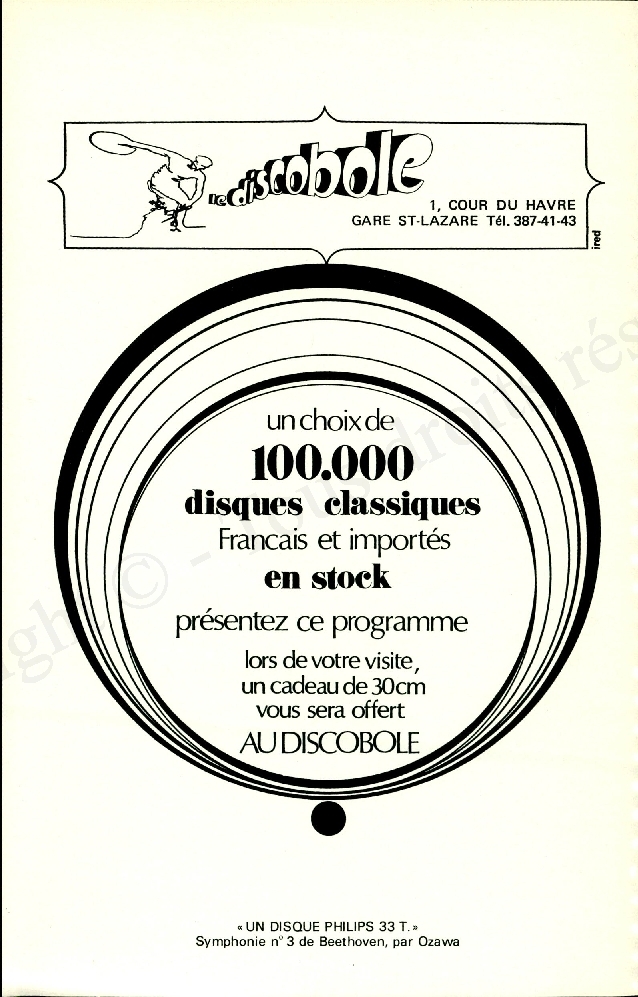 Le discobole
1, COUR DU HAVRE
GARE ST-LAZARE Tél. 387-41-43
ired
un choix de
100.000
disques classiques
Francais et importés
en stock
présentez ce programme
lors de votre visite,
un cadeau de 30cm
vous sera offert
AU DISCOBOLE
« UN DISQUE PHILIPS 33 T. »
Symphonie n° 3 de Beethoven, par Ozawa